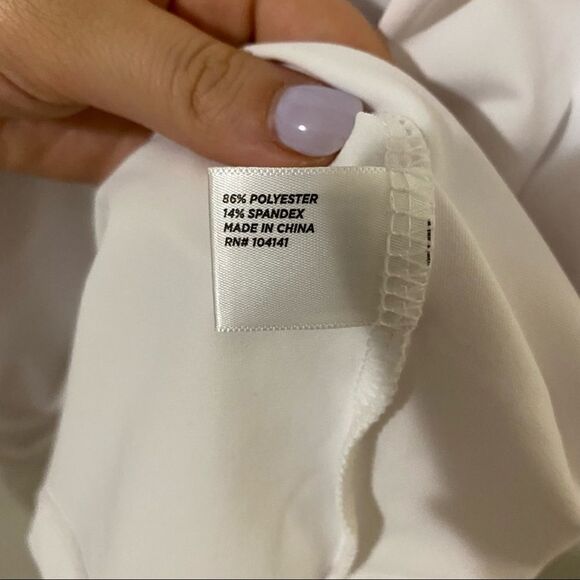 86% POLYESTER
14% SPANDEX
MADE IN CHINA
RN# 104141